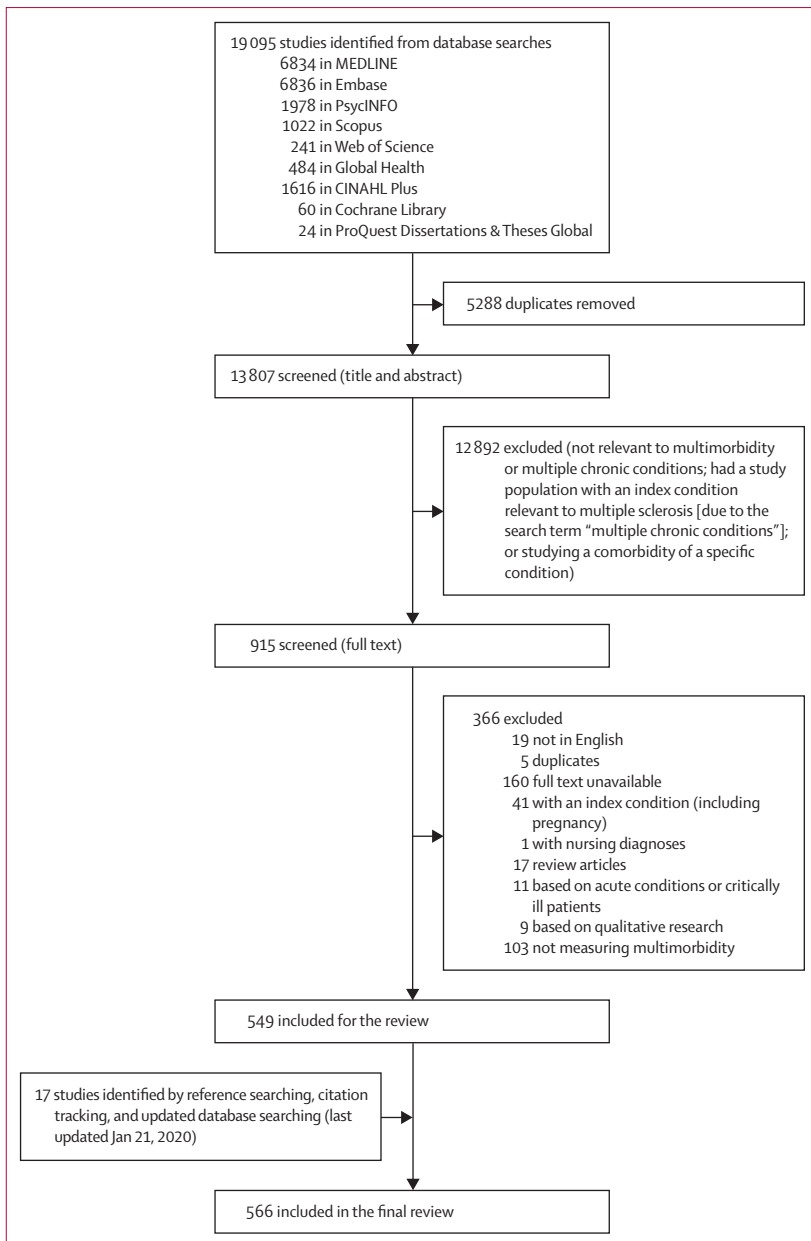 19 095 studies identified from database searches
6834 in MEDLINE
6836 in Embase
1978 in PsycINFO
1022 in Scopus
241 in Web of Science
484 in Global Health
1616 in CINAHL Plus
60 in Cochrane Library
24 in ProQuest Dissertations & Theses Global
5288 duplicates removed
13 807 screened (title and abstract)
12 892 excluded (not relevant to multimorbidity
or multiple chronic conditions; had a study
population with an index condition
relevant to multiple sclerosis [due to the
search term “multiple chronic conditions”];
or studying a comorbidity of a specific
condition)
915 screened (full text)
366 excluded
19 not in English
5 duplicates
160 full text unavailable
41 with an index condition (including
pregnancy)
1 with nursing diagnoses
17 review articles
11 based on acute conditions or critically
ill patients
9 based on qualitative research
103 not measuring multimorbidity
549 included for the review
17 studies identified by reference searching, citation
tracking, and updated database searching (last
updated Jan 21, 2020)
566 included in the final review